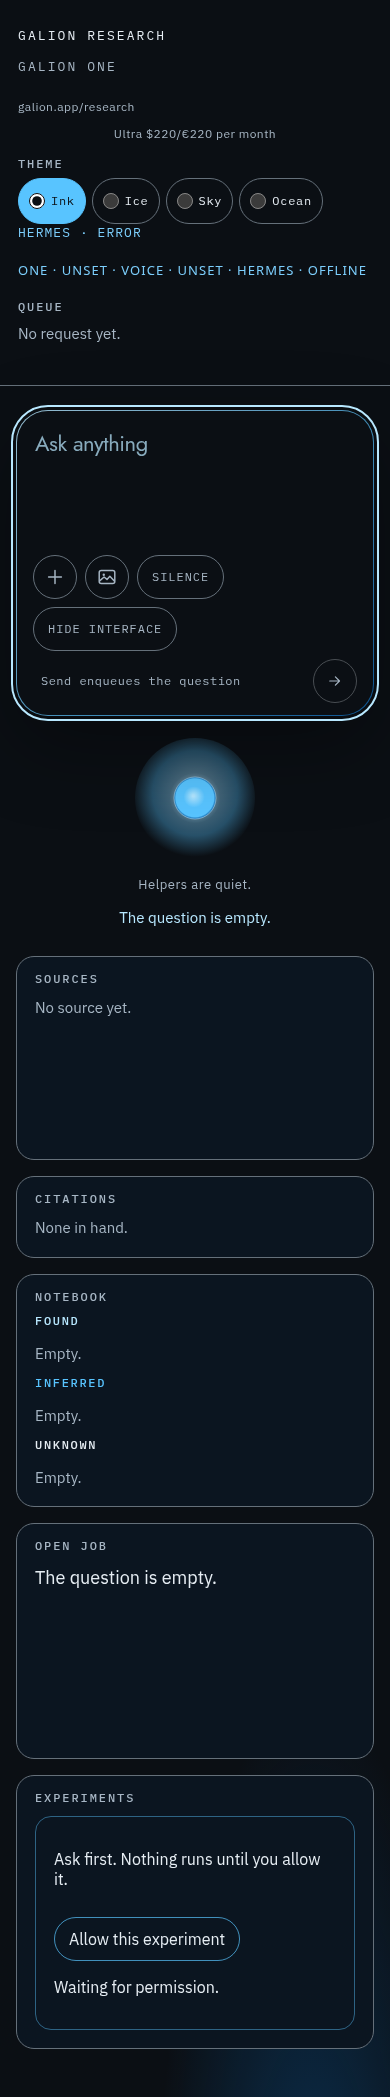 GALION RESEARCH
GALION ONE
galion.app/research
Ultra $220/€220 per month
THEME
Ink Ice Sky Ocean
HERMES · ERROR
ONE · UNSET · VOICE · UNSET · HERMES · OFFLINE
QUEUE
No request yet.
Ask anything
SILENCE
HIDE INTERFACE
Send enqueues the question
Helpers are quiet.
The question is empty.
SOURCES
No source yet.
CITATIONS
None in hand.
NOTEBOOK
FOUND
Empty.
INFERRED
Empty.
UNKNOWN
Empty.
OPEN JOB
The question is empty.
EXPERIMENTS
Ask first. Nothing runs until you allow
it.
Allow this experiment
Waiting for permission.